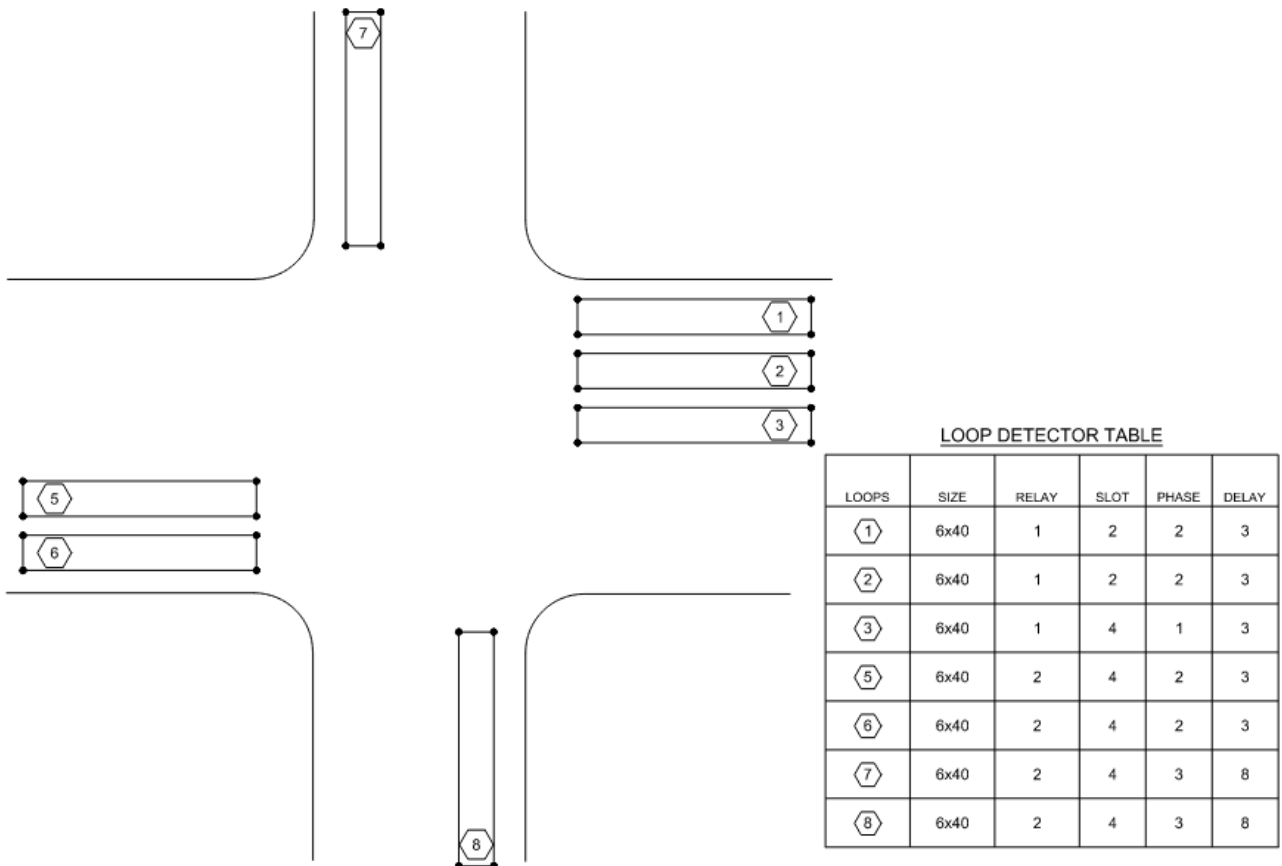 7
1
2
3
5
6
8
LOOP DETECTOR TABLE
LOOPS SIZE RELAY SLOT PHASE DELAY
1 6x40 1 2 2 3
2 6x40 1 2 2 3
3 6x40 1 4 1 3
5 6x40 2 4 2 3
6 6x40 2 4 2 3
7 6x40 2 4 3 8
8 6x40 2 4 3 8